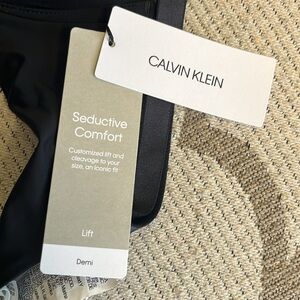 CALVIN KLEIN
Seductive
Comfort
Customized lift and
cleavage to your
size, an iconic fit
Lift
Demi